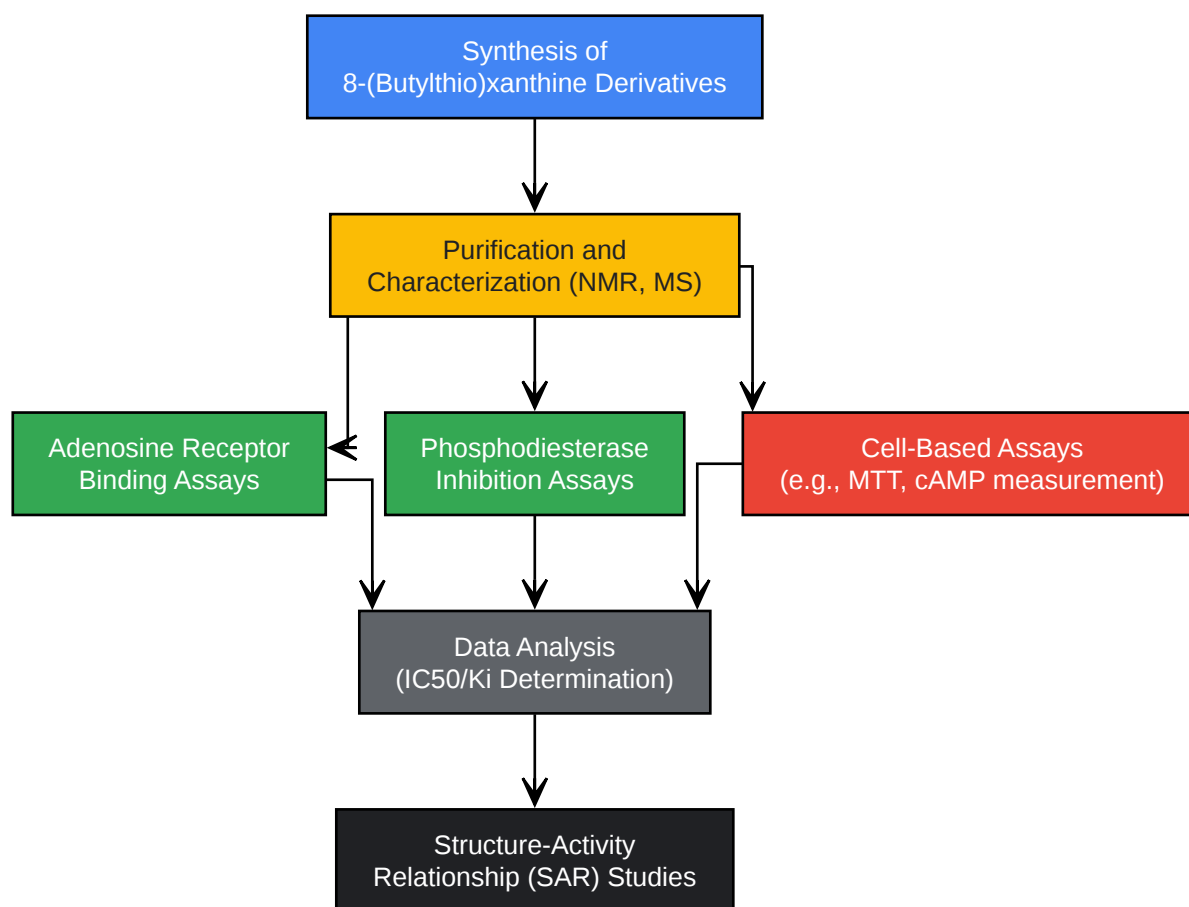 Synthesis of
8-(Butylthio)xanthine Derivatives
Purification and
Characterization (NMR, MS)
Adenosine Receptor
Binding Assays
Phosphodiesterase
Inhibition Assays
Cell-Based Assays
(e.g., MTT, cAMP measurement)
Data Analysis
(IC50/Ki Determination)
Structure-Activity
Relationship (SAR) Studies